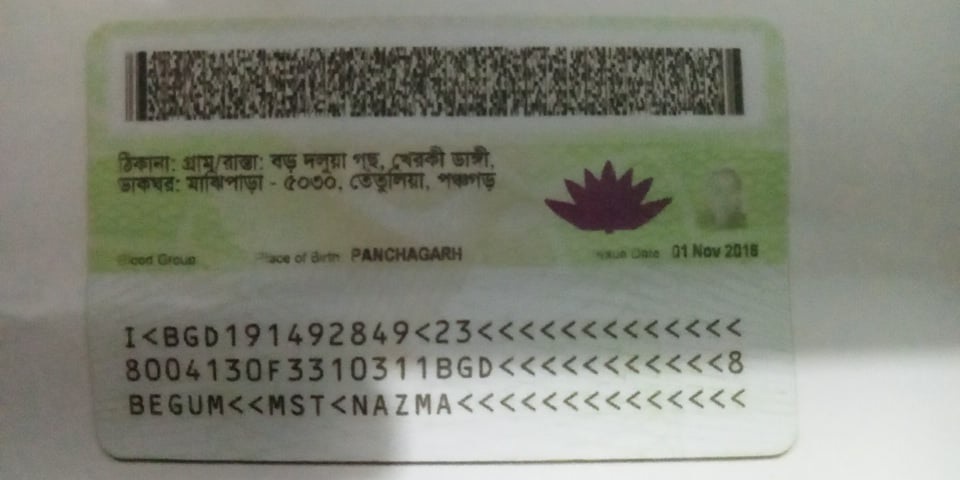 ঠিকানা: গ্রাম/রাস্তা: বড় দলুয়া গছ, খেরকী ডাঙ্গী,
ডাকঘর: মাঝিপাড়া - ৫০৩০, তেতুলিয়া, পঞ্চগড়
Blood Group Place of Birth PANCHAGARH Issue Date 01 Nov 2018
I<BGD191492849<23<<<<<<<<<<<<<
8004130F3310311BGD<<<<<<<<<<<8
BEGUM<<MST<NAZMA<<<<<<<<<<<<<<